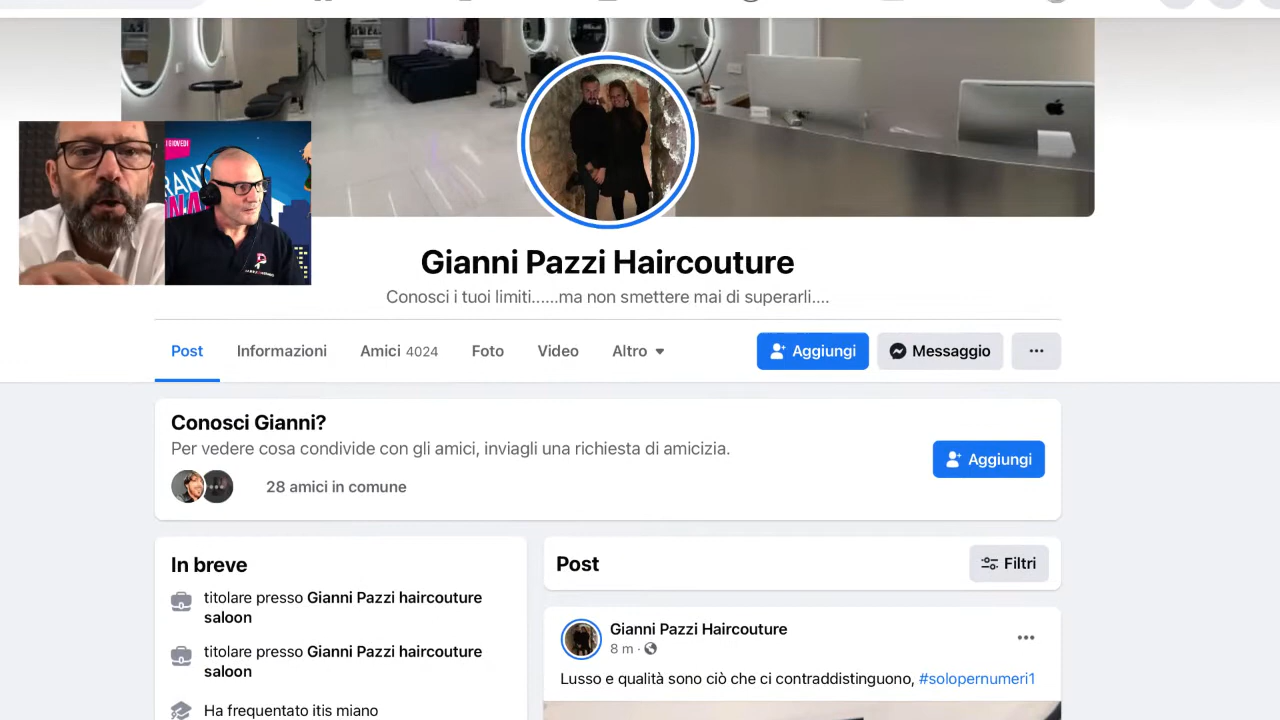 I GIOVEDÌ
Gianni Pazzi Haircouture
Conosci i tuoi limiti......ma non smettere mai di superarli....
Post
Informazioni
Amici 4024
Foto
Video
Altro
Aggiungi
Messaggio
Conosci Gianni?
Per vedere cosa condivide con gli amici, inviagli una richiesta di amicizia.
28 amici in comune
Aggiungi
In breve
titolare presso Gianni Pazzi haircouture
saloon
titolare presso Gianni Pazzi haircouture
saloon
Ha frequentato itis miano
Post
Filtri
Gianni Pazzi Haircouture
8 m ·
Lusso e qualità sono ciò che ci contraddistinguono, #solopernumeri1